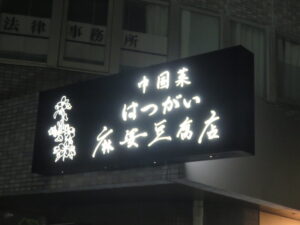 法律事務所
中国菜
はつがい
麻婆豆腐店